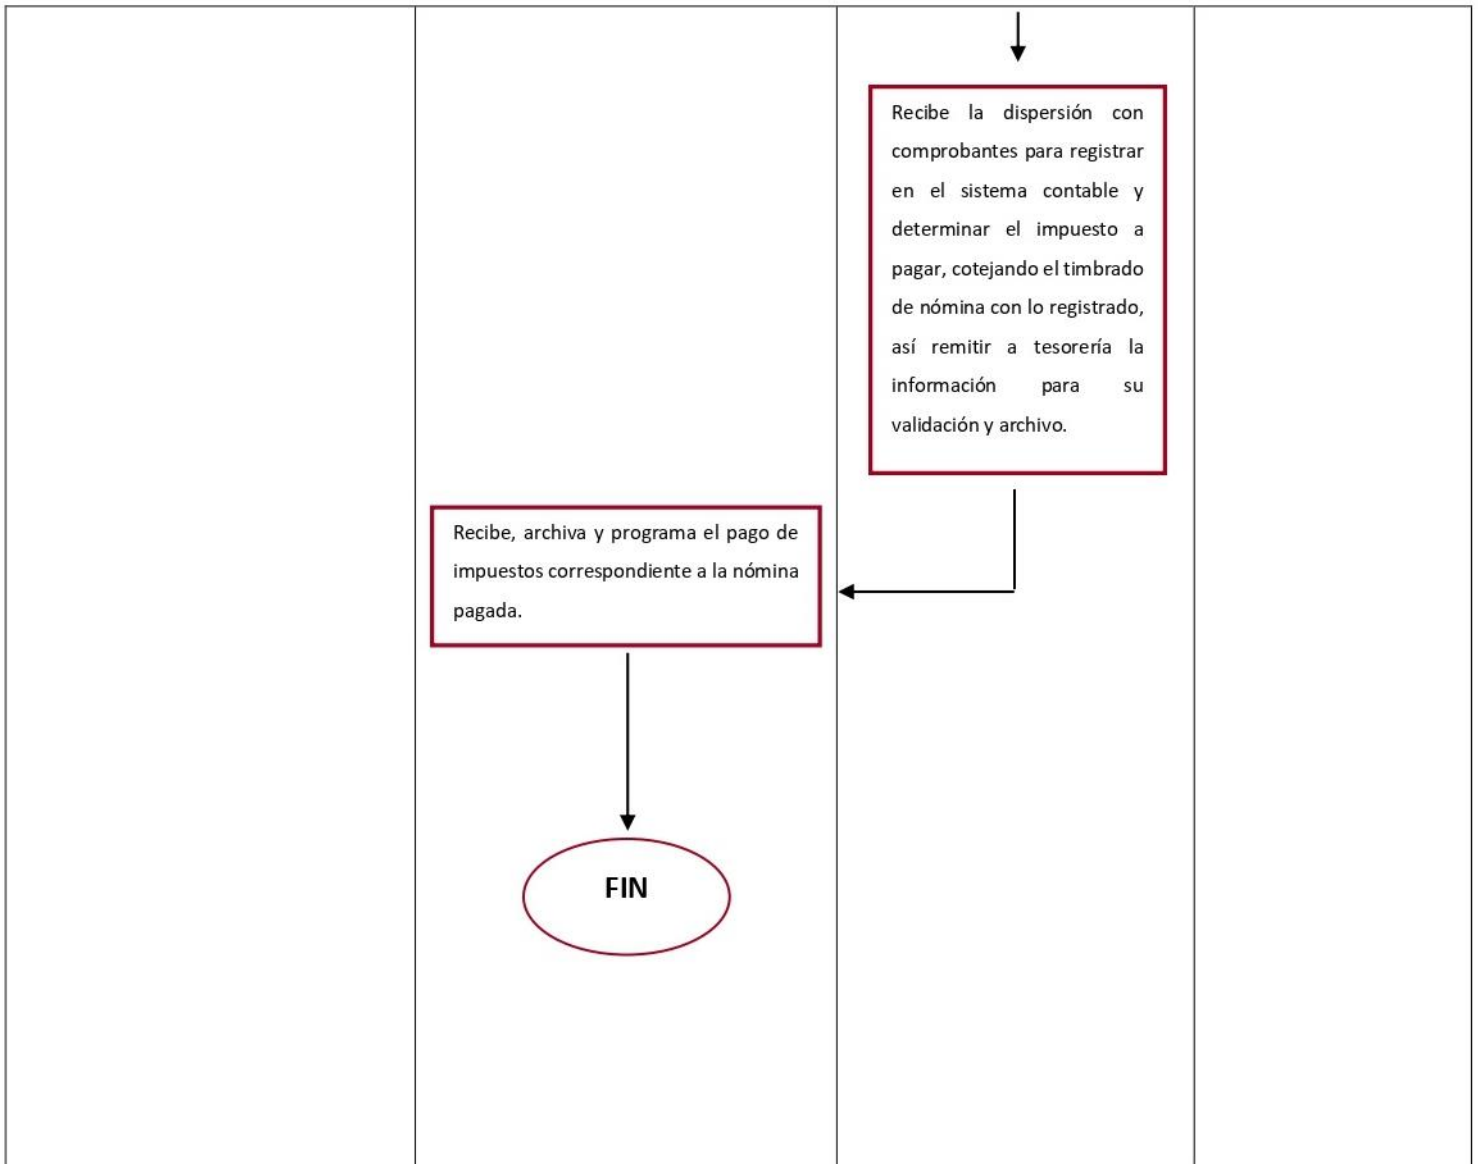 Recibe la dispersión con
comprobantes para registrar
en el sistema contable y
determinar el impuesto a
pagar, cotejando el timbrado
de nómina con lo registrado,
así remitir a tesorería la
información para su
validación y archivo.
Recibe, archiva y programa el pago de
impuestos correspondiente a la nómina
pagada.
FIN